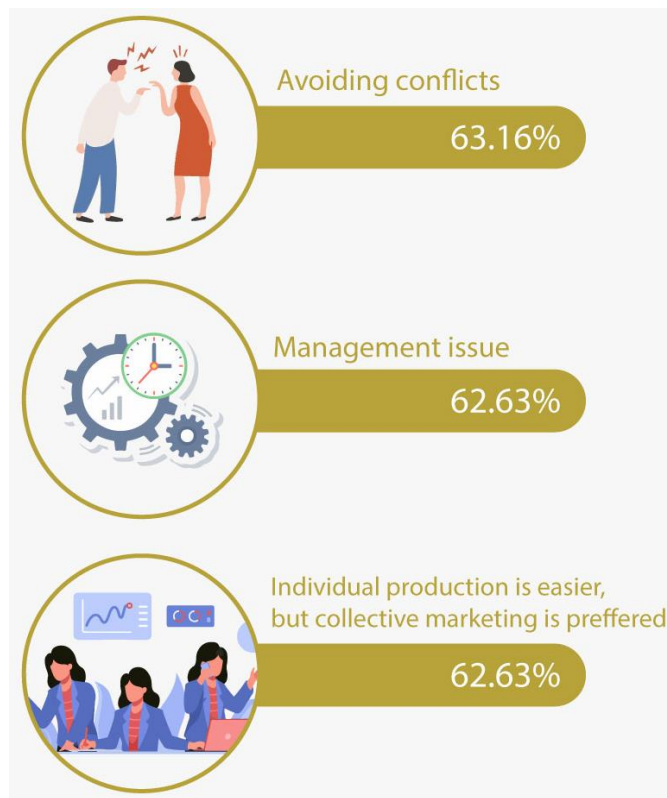 Avoiding conflicts
63.16%
Management issue
62.63%
Individual production is easier,
but collective marketing is preffered
62.63%